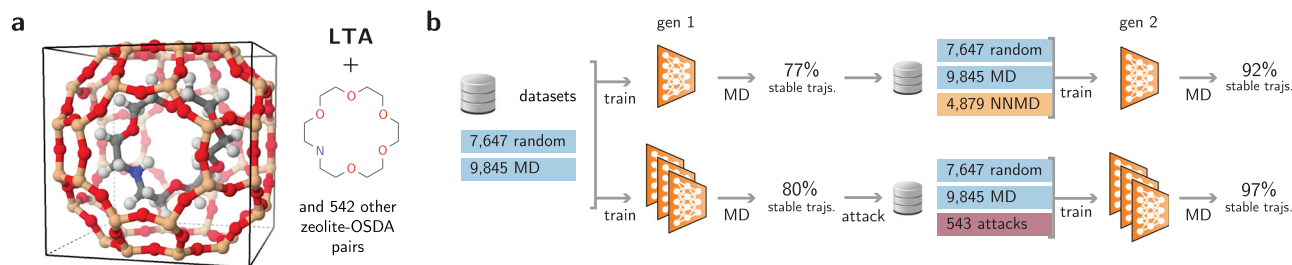 a
LTA
+
O
O
O
N
O
O
and 542 other
zeolite-OSDA
pairs
b
datasets
7,647 random
9,845 MD
gen 1
train
MD
77%
stable trajs.
7,647 random
9,845 MD
4,879 NNMD
train
gen 2
MD
92%
stable trajs.
train
MD
80%
stable trajs.
attack
7,647 random
9,845 MD
543 attacks
train
MD
97%
stable trajs.